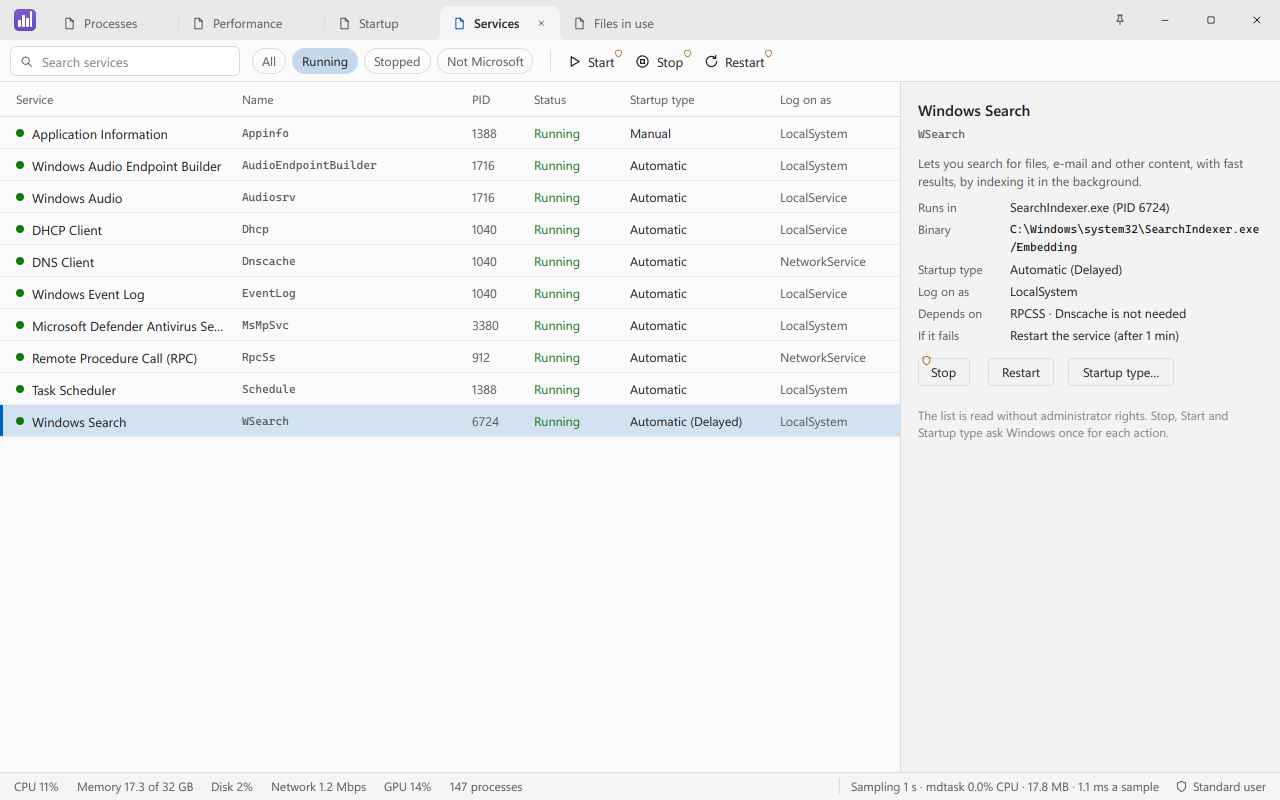 Processes
Performance
Startup
Services
Files in use
Search services
All
Running
Stopped
Not Microsoft
Start
Stop
Restart
Service Name PID Status Startup type Log on as
Application Information Appinfo 1388 Running Manual LocalSystem
Windows Audio Endpoint Builder AudioEndpointBuilder 1716 Running Automatic LocalSystem
Windows Audio Audiosrv 1716 Running Automatic LocalService
DHCP Client Dhcp 1040 Running Automatic LocalService
DNS Client Dnscache 1040 Running Automatic NetworkService
Windows Event Log EventLog 1040 Running Automatic LocalService
Microsoft Defender Antivirus Se... MsMpSvc 3380 Running Automatic LocalSystem
Remote Procedure Call (RPC) RpcSs 912 Running Automatic NetworkService
Task Scheduler Schedule 1388 Running Automatic LocalSystem
Windows Search WSearch 6724 Running Automatic (Delayed) LocalSystem
Windows Search
WSearch
Lets you search for files, e-mail and other content, with fast
results, by indexing it in the background.
Runs in SearchIndexer.exe (PID 6724)
Binary C:\Windows\system32\SearchIndexer.exe
/Embedding
Startup type Automatic (Delayed)
Log on as LocalSystem
Depends on RPCSS · Dnscache is not needed
If it fails Restart the service (after 1 min)
Stop
Restart
Startup type...
The list is read without administrator rights. Stop, Start and
Startup type ask Windows once for each action.
CPU 11% Memory 17.3 of 32 GB Disk 2% Network 1.2 Mbps GPU 14% 147 processes
Sampling 1 s · mdtask 0.0% CPU · 17.8 MB · 1.1 ms a sample
Standard user